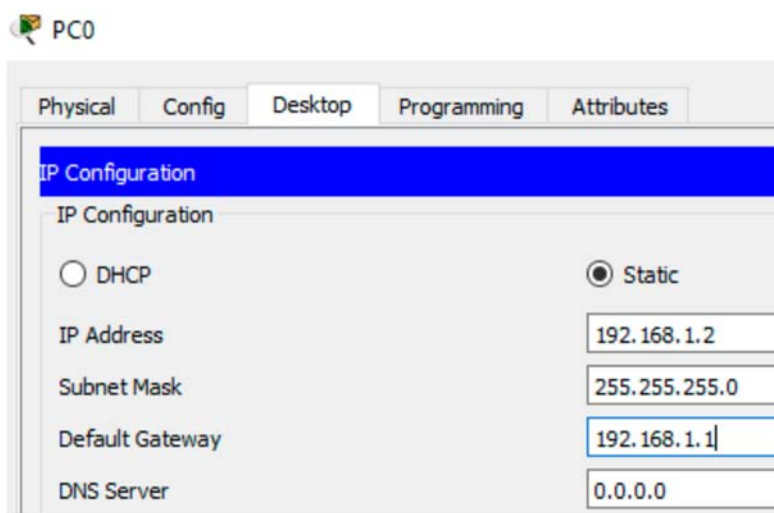 PC0
Physical Config Desktop Programming Attributes
IP Configuration
IP Configuration
DHCP Static
IP Address 192.168.1.2
Subnet Mask 255.255.255.0
Default Gateway 192.168.1.1
DNS Server 0.0.0.0